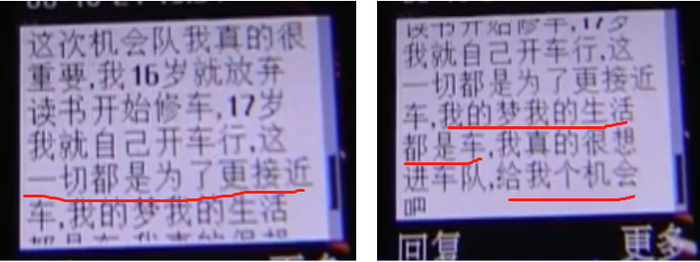 这次机会队我真的很
重要,我16岁就放弃
读书开始修车,17岁
我就自己开车行,这
一切都是为了更接近
车,我的梦我的生活
读书开始修车,17岁
我就自己开车行,这
一切都是为了更接近
车,我的梦我的生活
都是车,我真的很想
进车队,给我个机会
吧
回复
更多